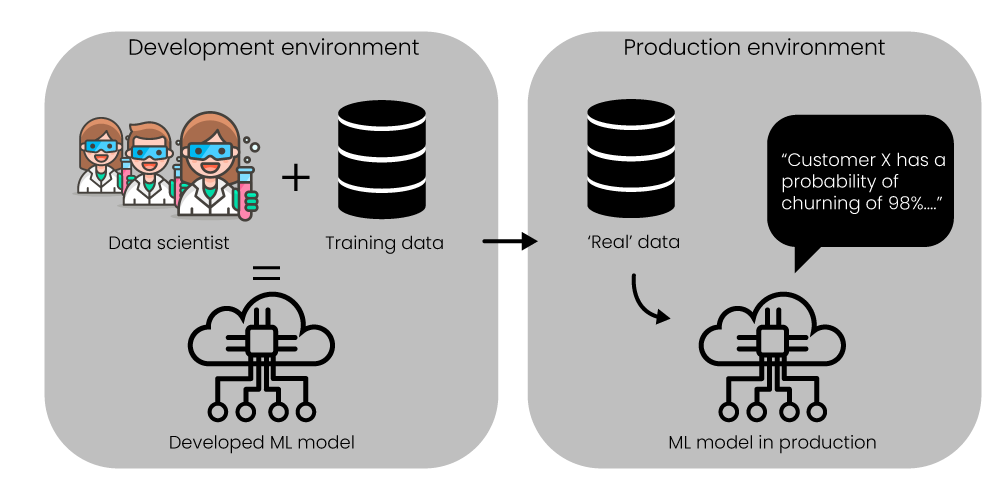 Development environment
Production environment
Data scientist
+
Training data
=
Developed ML model
‘Real’ data
“Customer X has a
probability of
churning of 98%....”
ML model in production